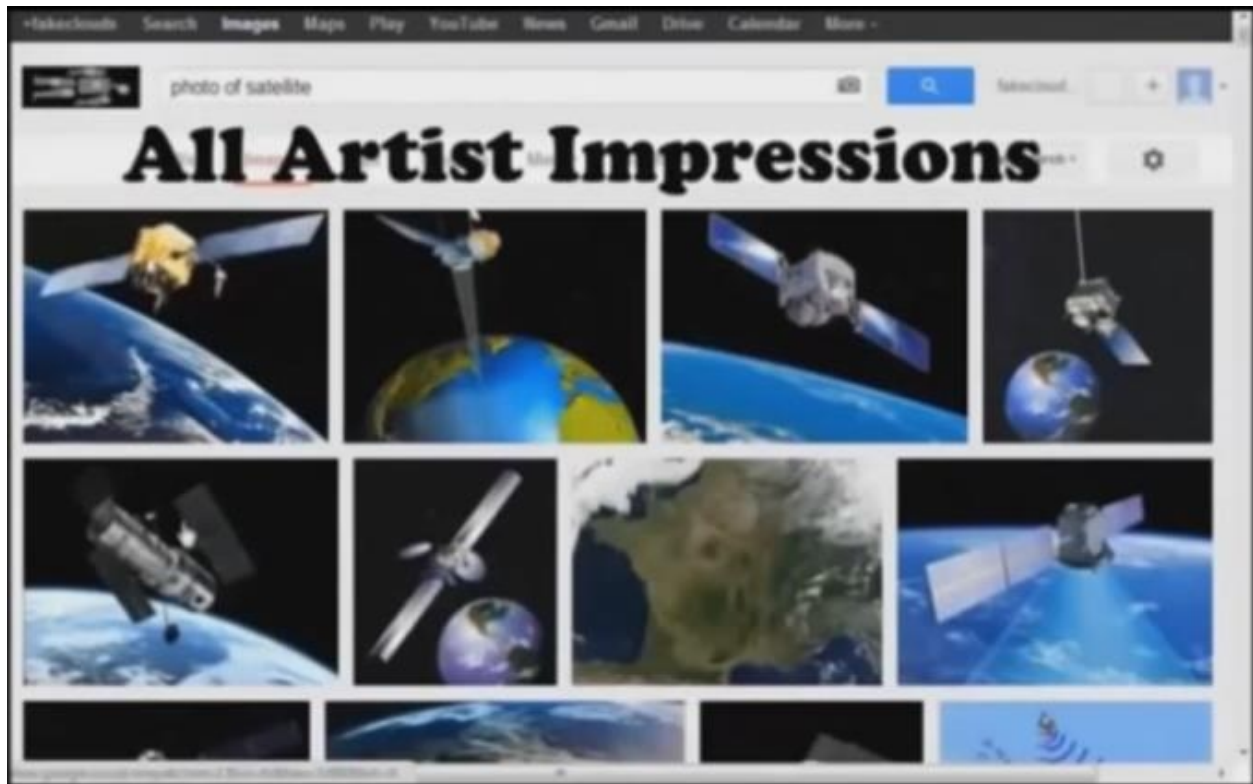 +fakeclouds Search Images Maps Play YouTube News Gmail Drive Calendar More
photo of satellite
All Artist Impressions